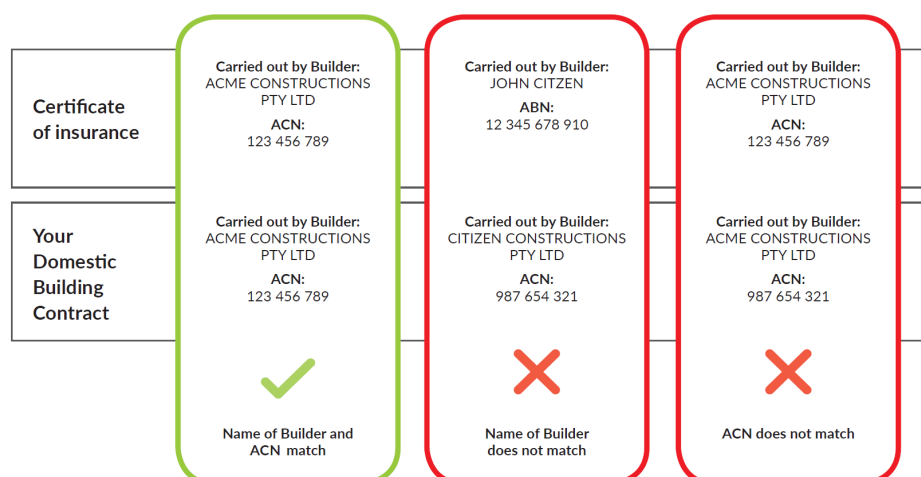 Certificate
of insurance
Carried out by Builder:
ACME CONSTRUCTIONS
PTY LTD
ACN:
123 456 789
Carried out by Builder:
JOHN CITZEN
ABN:
12 345 678 910
Carried out by Builder:
ACME CONSTRUCTIONS
PTY LTD
ACN:
123 456 789
Your
Domestic
Building
Contract
Carried out by Builder:
ACME CONSTRUCTIONS
PTY LTD
ACN:
123 456 789
Carried out by Builder:
CITIZEN CONSTRUCTIONS
PTY LTD
ACN:
987 654 321
Carried out by Builder:
ACME CONSTRUCTIONS
PTY LTD
ACN:
987 654 321
Name of Builder and
ACN match
Name of Builder
does not match
ACN does not match